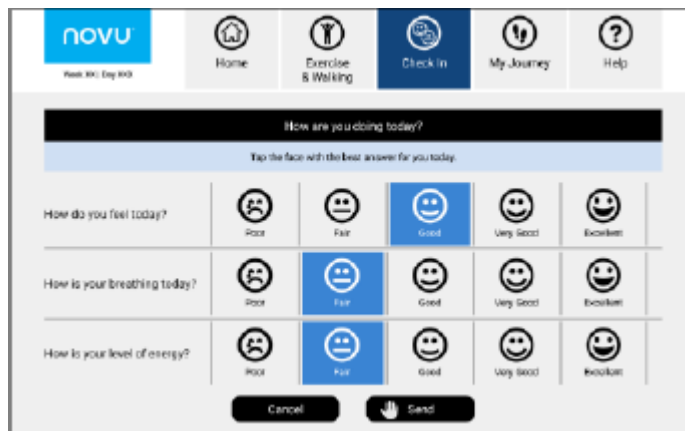 novu
Home
Exercise
& Walking
Check In
My Journey
Help
How are you doing today?
Tap the face with the best answer for you today.
How do you feel today?
Poor
Fair
Good
Very Good
Excellent
How is your breathing today?
Poor
Fair
Good
Very Good
Excellent
How is your level of energy?
Poor
Fair
Good
Very Good
Excellent
Cancel
Send